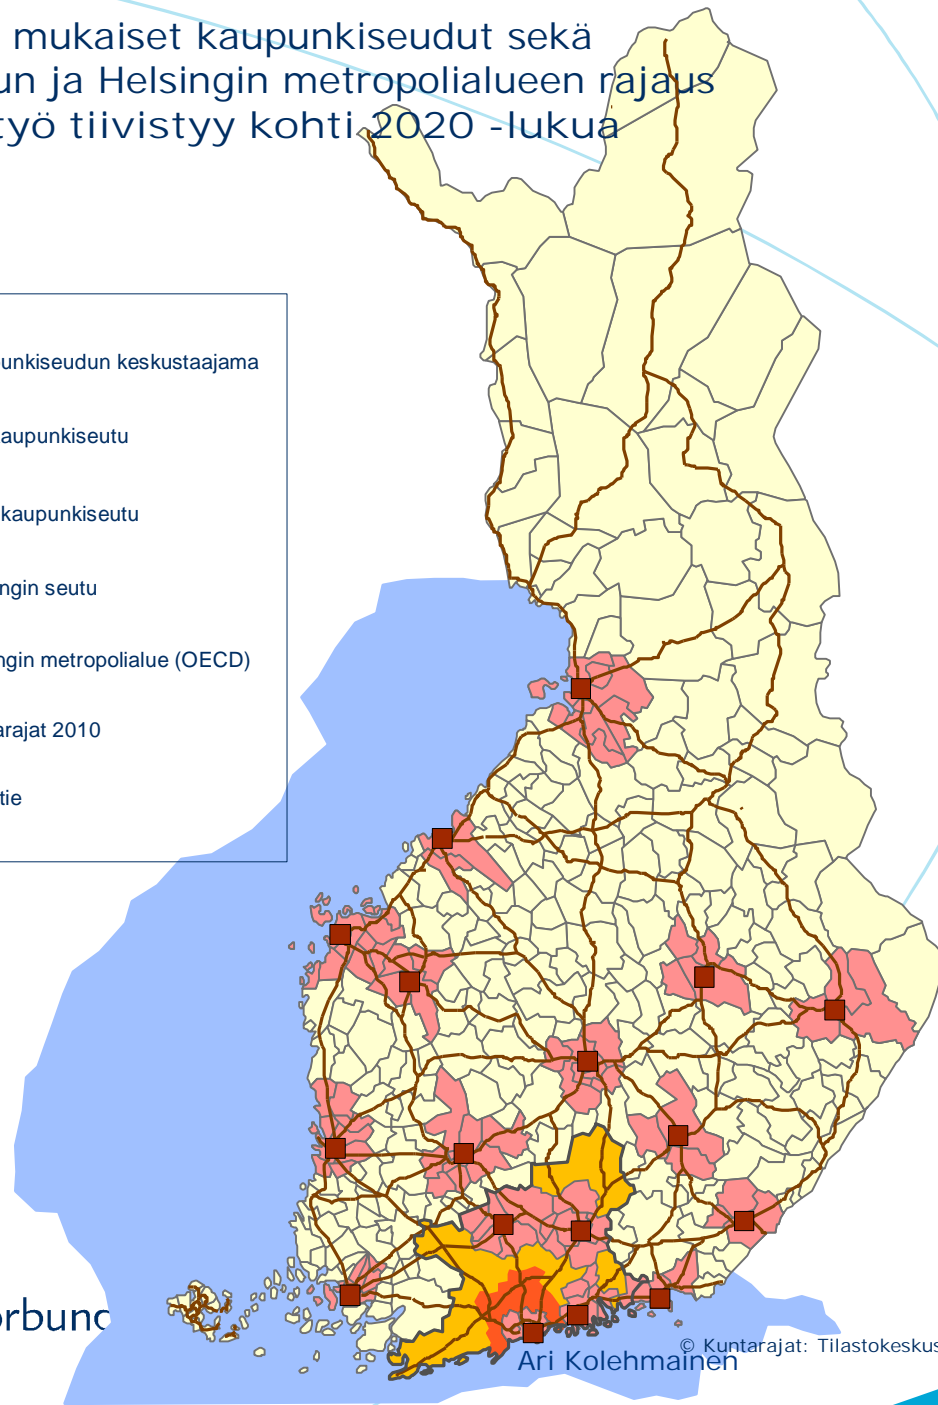 mukaiset kaupunkiseudut sekä
un ja Helsingin metropolialueen rajaus
työ tiivistyy kohti 2020 -lukua
unkiseudun keskustaajama
aupunkiseutu
kaupunkiseutu
ngin seutu
ngin metropolialue (OECD)
arajat 2010
tie
orbund
© Kuntarajat: Tilastokeskus
Ari Kolehmainen